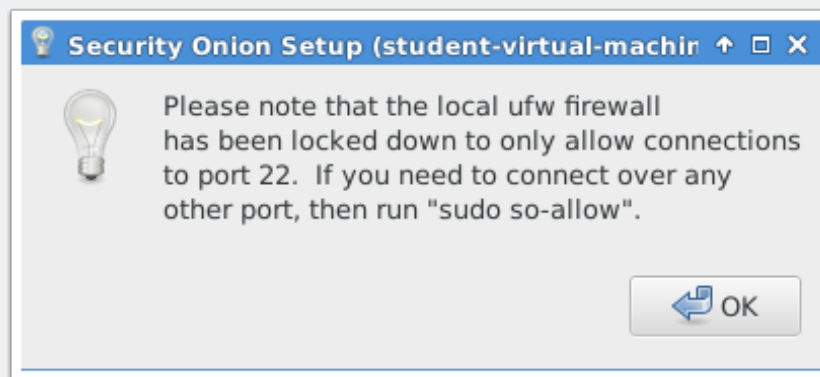 Security Onion Setup (student-virtual-machin
Please note that the local ufw firewall
has been locked down to only allow connections
to port 22.  If you need to connect over any
other port, then run "sudo so-allow".
OK